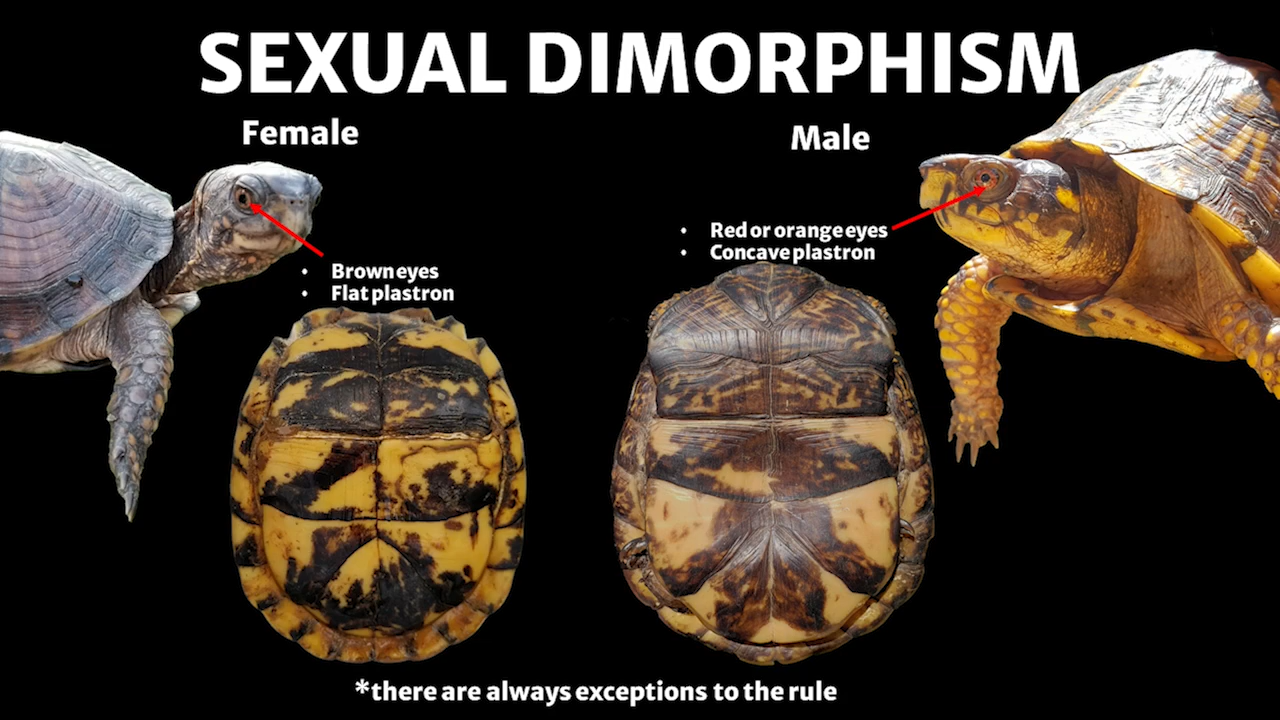 SEXUAL DIMORPHISM
Female
Male
• Red or orange eyes
• Concave plastron
• Brown eyes
• Flat plastron
*there are always exceptions to the rule